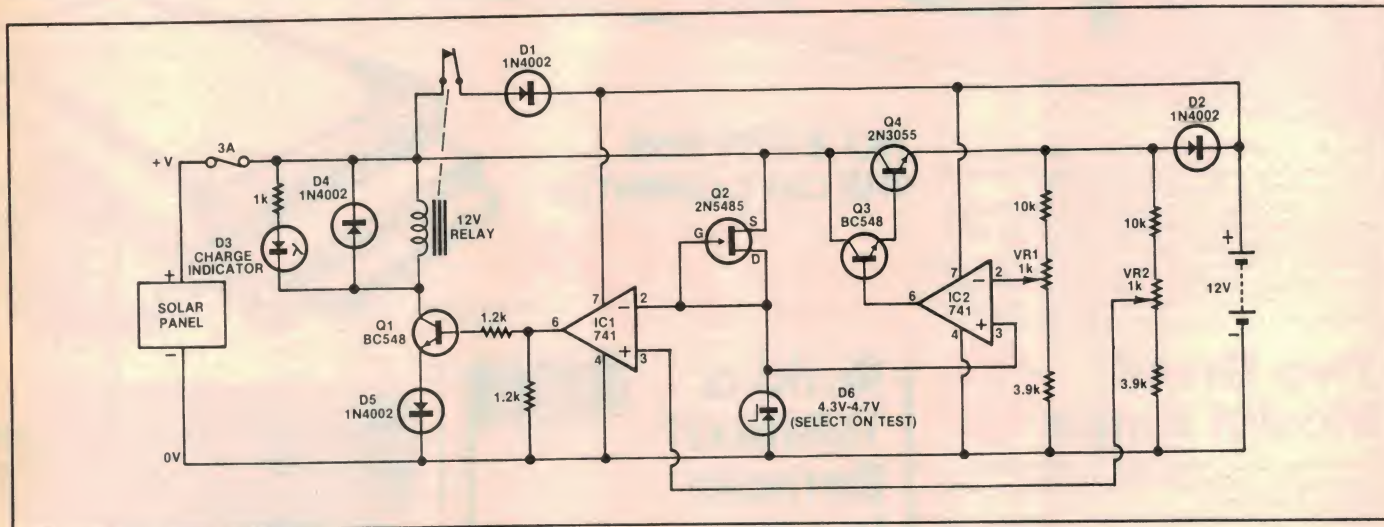 D1
1N4002
D2
1N4002
Q4
2N3055
3A
+V
1k
D4
1N4002
12V
RELAY
D3
CHARGE
INDICATOR
Q2
2N5485
S
G
D
Q3
BC548
10k
10k
VR1
1k
VR2
1k
+
SOLAR
PANEL
-
Q1
BC548
1.2k
6
7
IC1
741
4
2
-
+
3
1.2k
6
7
IC2
741
4
2
-
+
3
+
12V
-
D5
1N4002
D6
4.3V-4.7V
(SELECT ON TEST)
3.9k
3.9k
0V